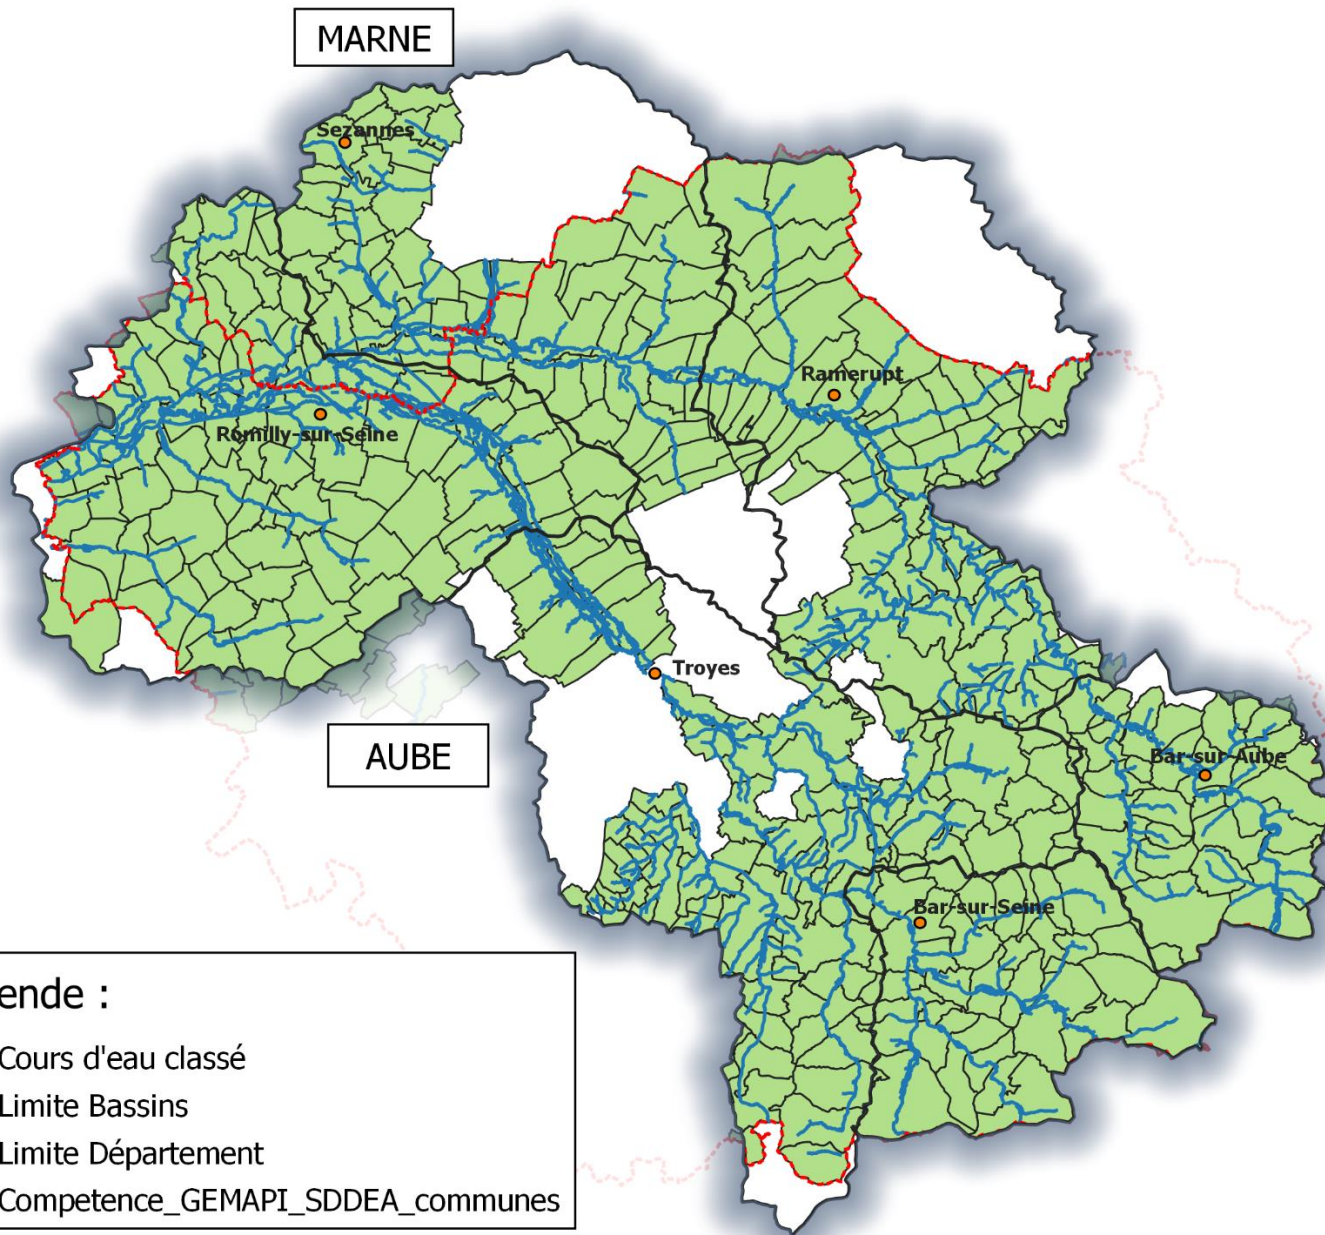 MARNE
Sezannes
Ramerupt
Romilly-sur-Seine
Troyes
AUBE
Bar-sur-Aube
Bar-sur-Seine
ende :
Cours d'eau classé
Limite Bassins
Limite Département
Competence_GEMAPI_SDDEA_communes